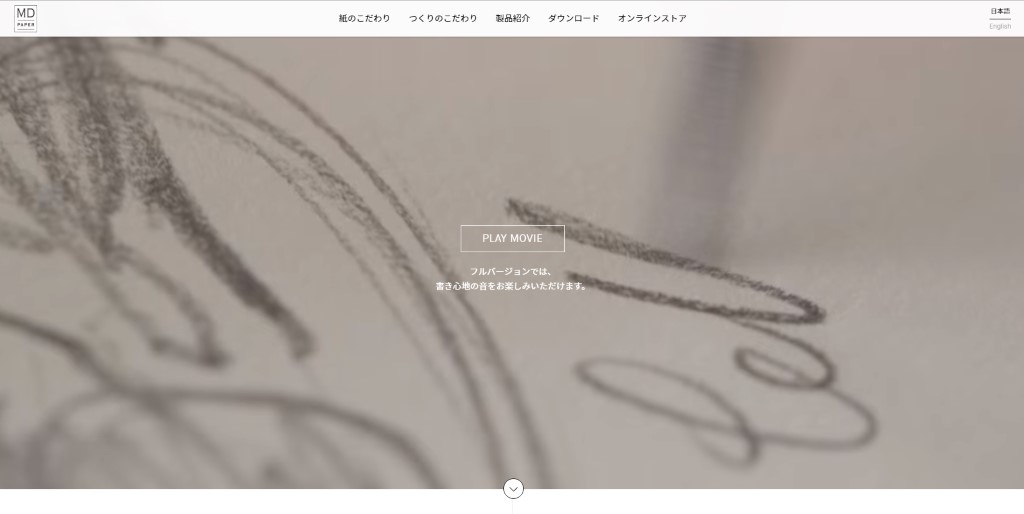 MD
PAPER
紙のこだわり
つくりのこだわり
製品紹介
ダウンロード
オンラインストア
日本語
English
PLAY MOVIE
フルバージョンでは、
書き心地の音をお楽しみいただけます。